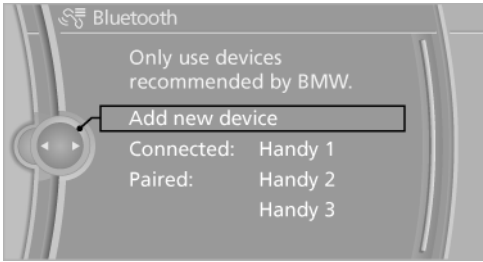 Bluetooth
Only use devices
recommended by BMW.
Add new device
Connected: Handy 1
Paired: Handy 2
Handy 3